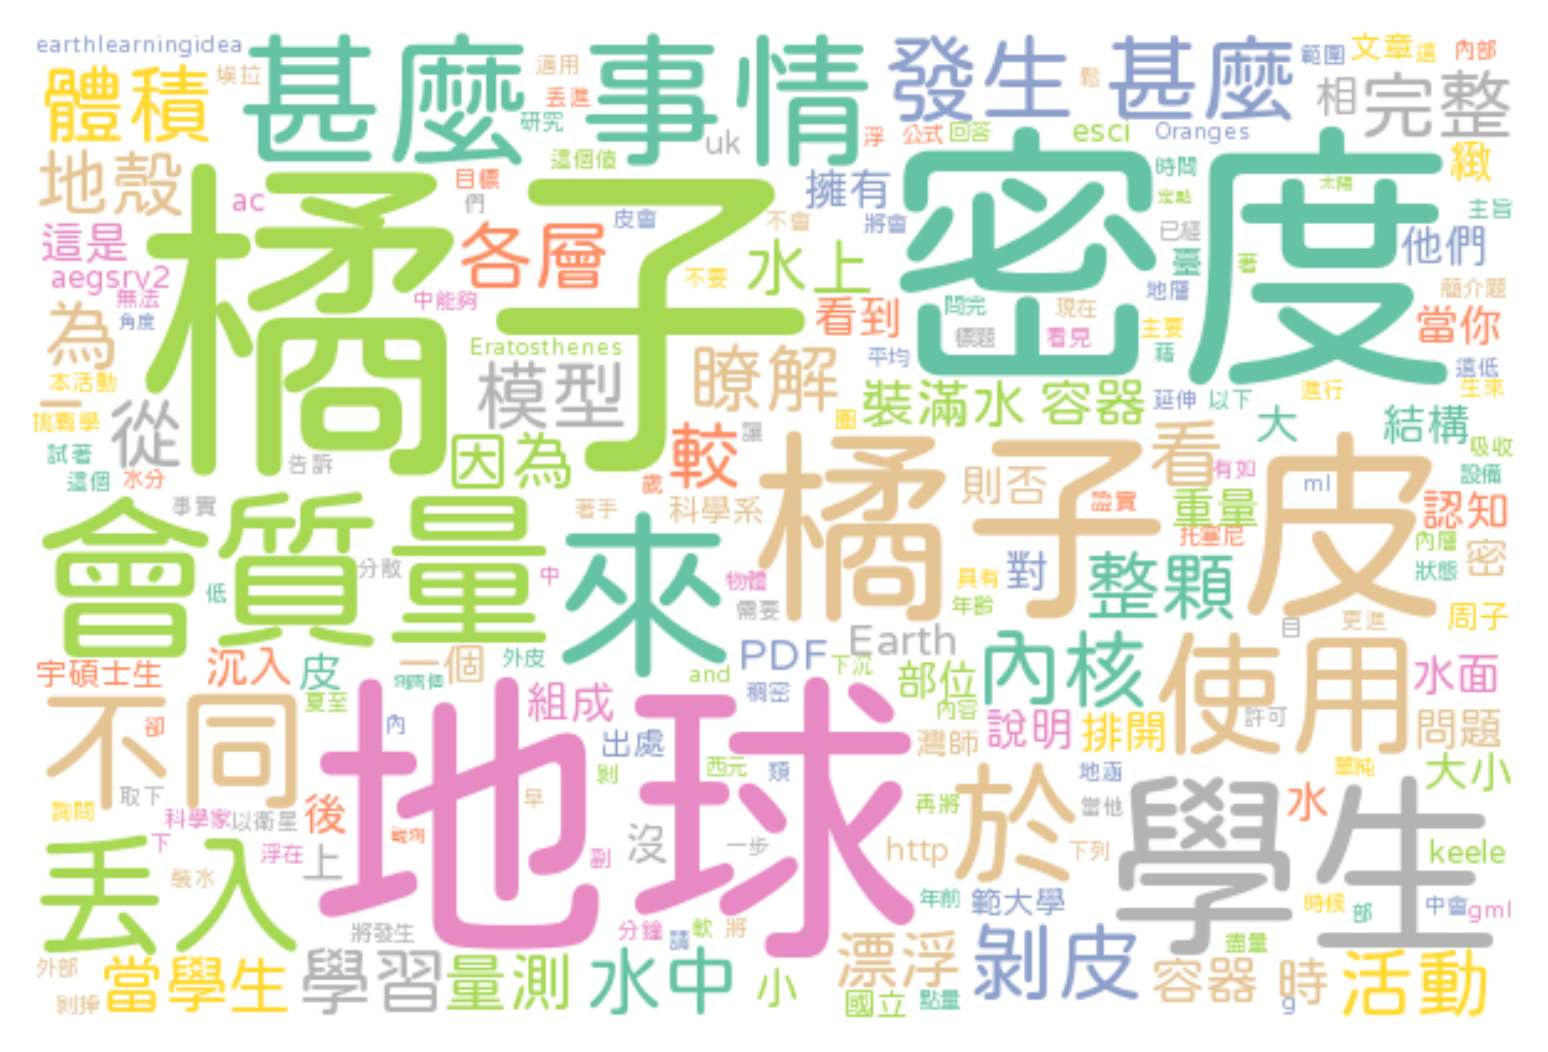 earthlearningidea
體積
埃拉
甚麼事情
適用
丟進
研究
這個值
uk
發生甚麼
鬆
範圍
文章
這
內部
相
完整
浮
公式
回答
esci
Oranges
緻
地殼
ac
目標
們
橘子
皮會
不會
擁有
將會
密度
時間
定點
太陽
主旨
已經
臺
著
他們
這是
aegsrv2
無法
角度
各層
中能夠
不要
水上
看到
地層
簡介題
當你
為
Eratosthenes
模型
瞭解
平均
問完
標題
現在
看見
主要
藉
這低
本活動
一
挑戰學
從
試著
這個
水分
告訴
因為
較
讓
歲
裝滿水
容器
圈
延伸
以下
進行
大
生來
結構
吸收
設備
事實
著手
科學系
橘子皮
則否
看
有如
ml
證實
重量
托塞尼
認知
內層
狀態
密
會質量
分散
低
中
來
物體
需要
具有
年齡
對
整顆
周子
目
更進
宇碩士生
沉入
皮
一個
外皮
and
PDF
Earth
下沉
稠密
部位
內容
內核
使用
許可
水面
不同
卻
夏至
內
地球
組成
出處
剝
西元
類
灣師
說明
排開
問題
大小
取下
詢問
科學家
以衛星
後
早
沒
一步
副
再將
地涵
單純
http
於
當他
下列
學生
水
keele
丟入
下
浮在
上
裝水
將發生
分鐘
請
軟
將
年前
範大學
時候
部
中會
gml
外部
剝掉
當學生
學習
量測
水中
小
漂浮
國立
點量
剝皮
容器
盡量
時
g
活動